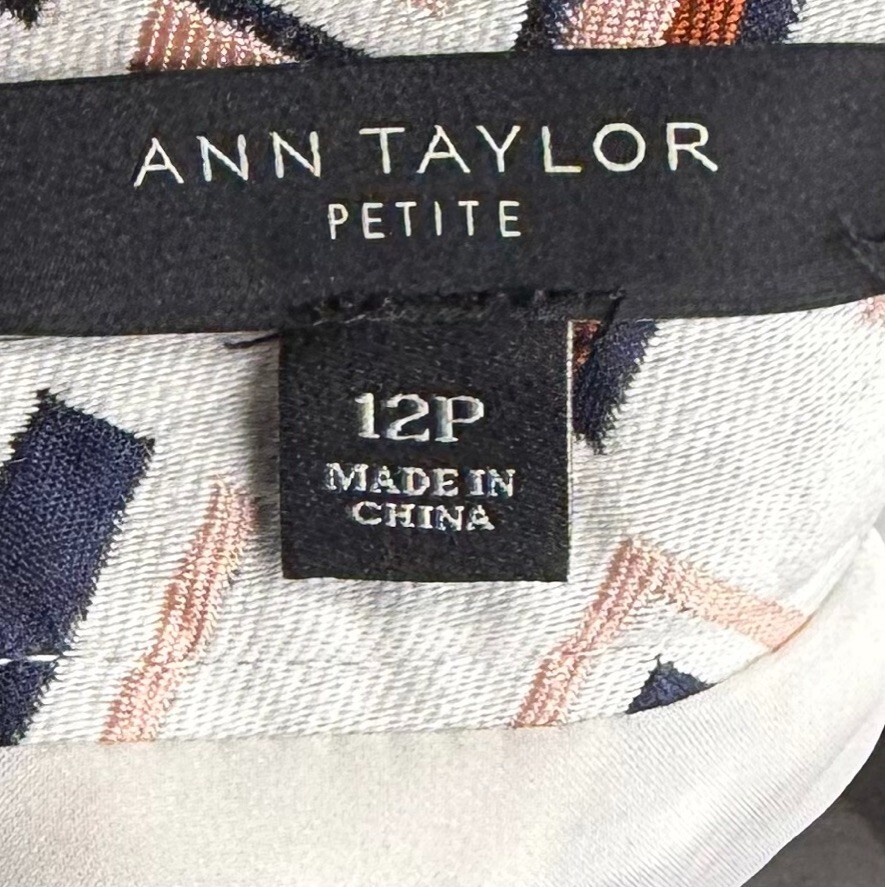 ANN TAYLOR
PETITE
12P
MADE IN
CHINA